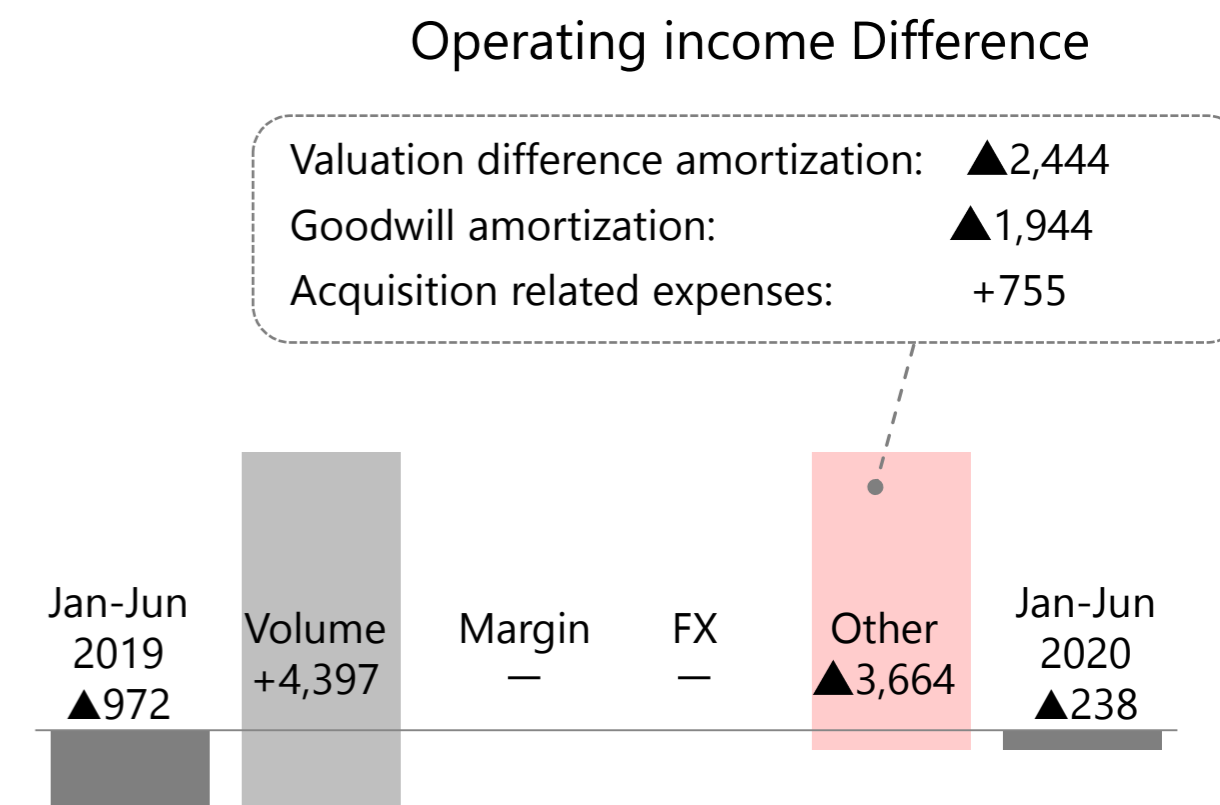 Operating income Difference
Valuation difference amortization: ▲2,444
Goodwill amortization: ▲1,944
Acquisition related expenses: +755
Jan-Jun
2019
▲972
Volume
+4,397
Margin
—
FX
—
Other
▲3,664
Jan-Jun
2020
▲238